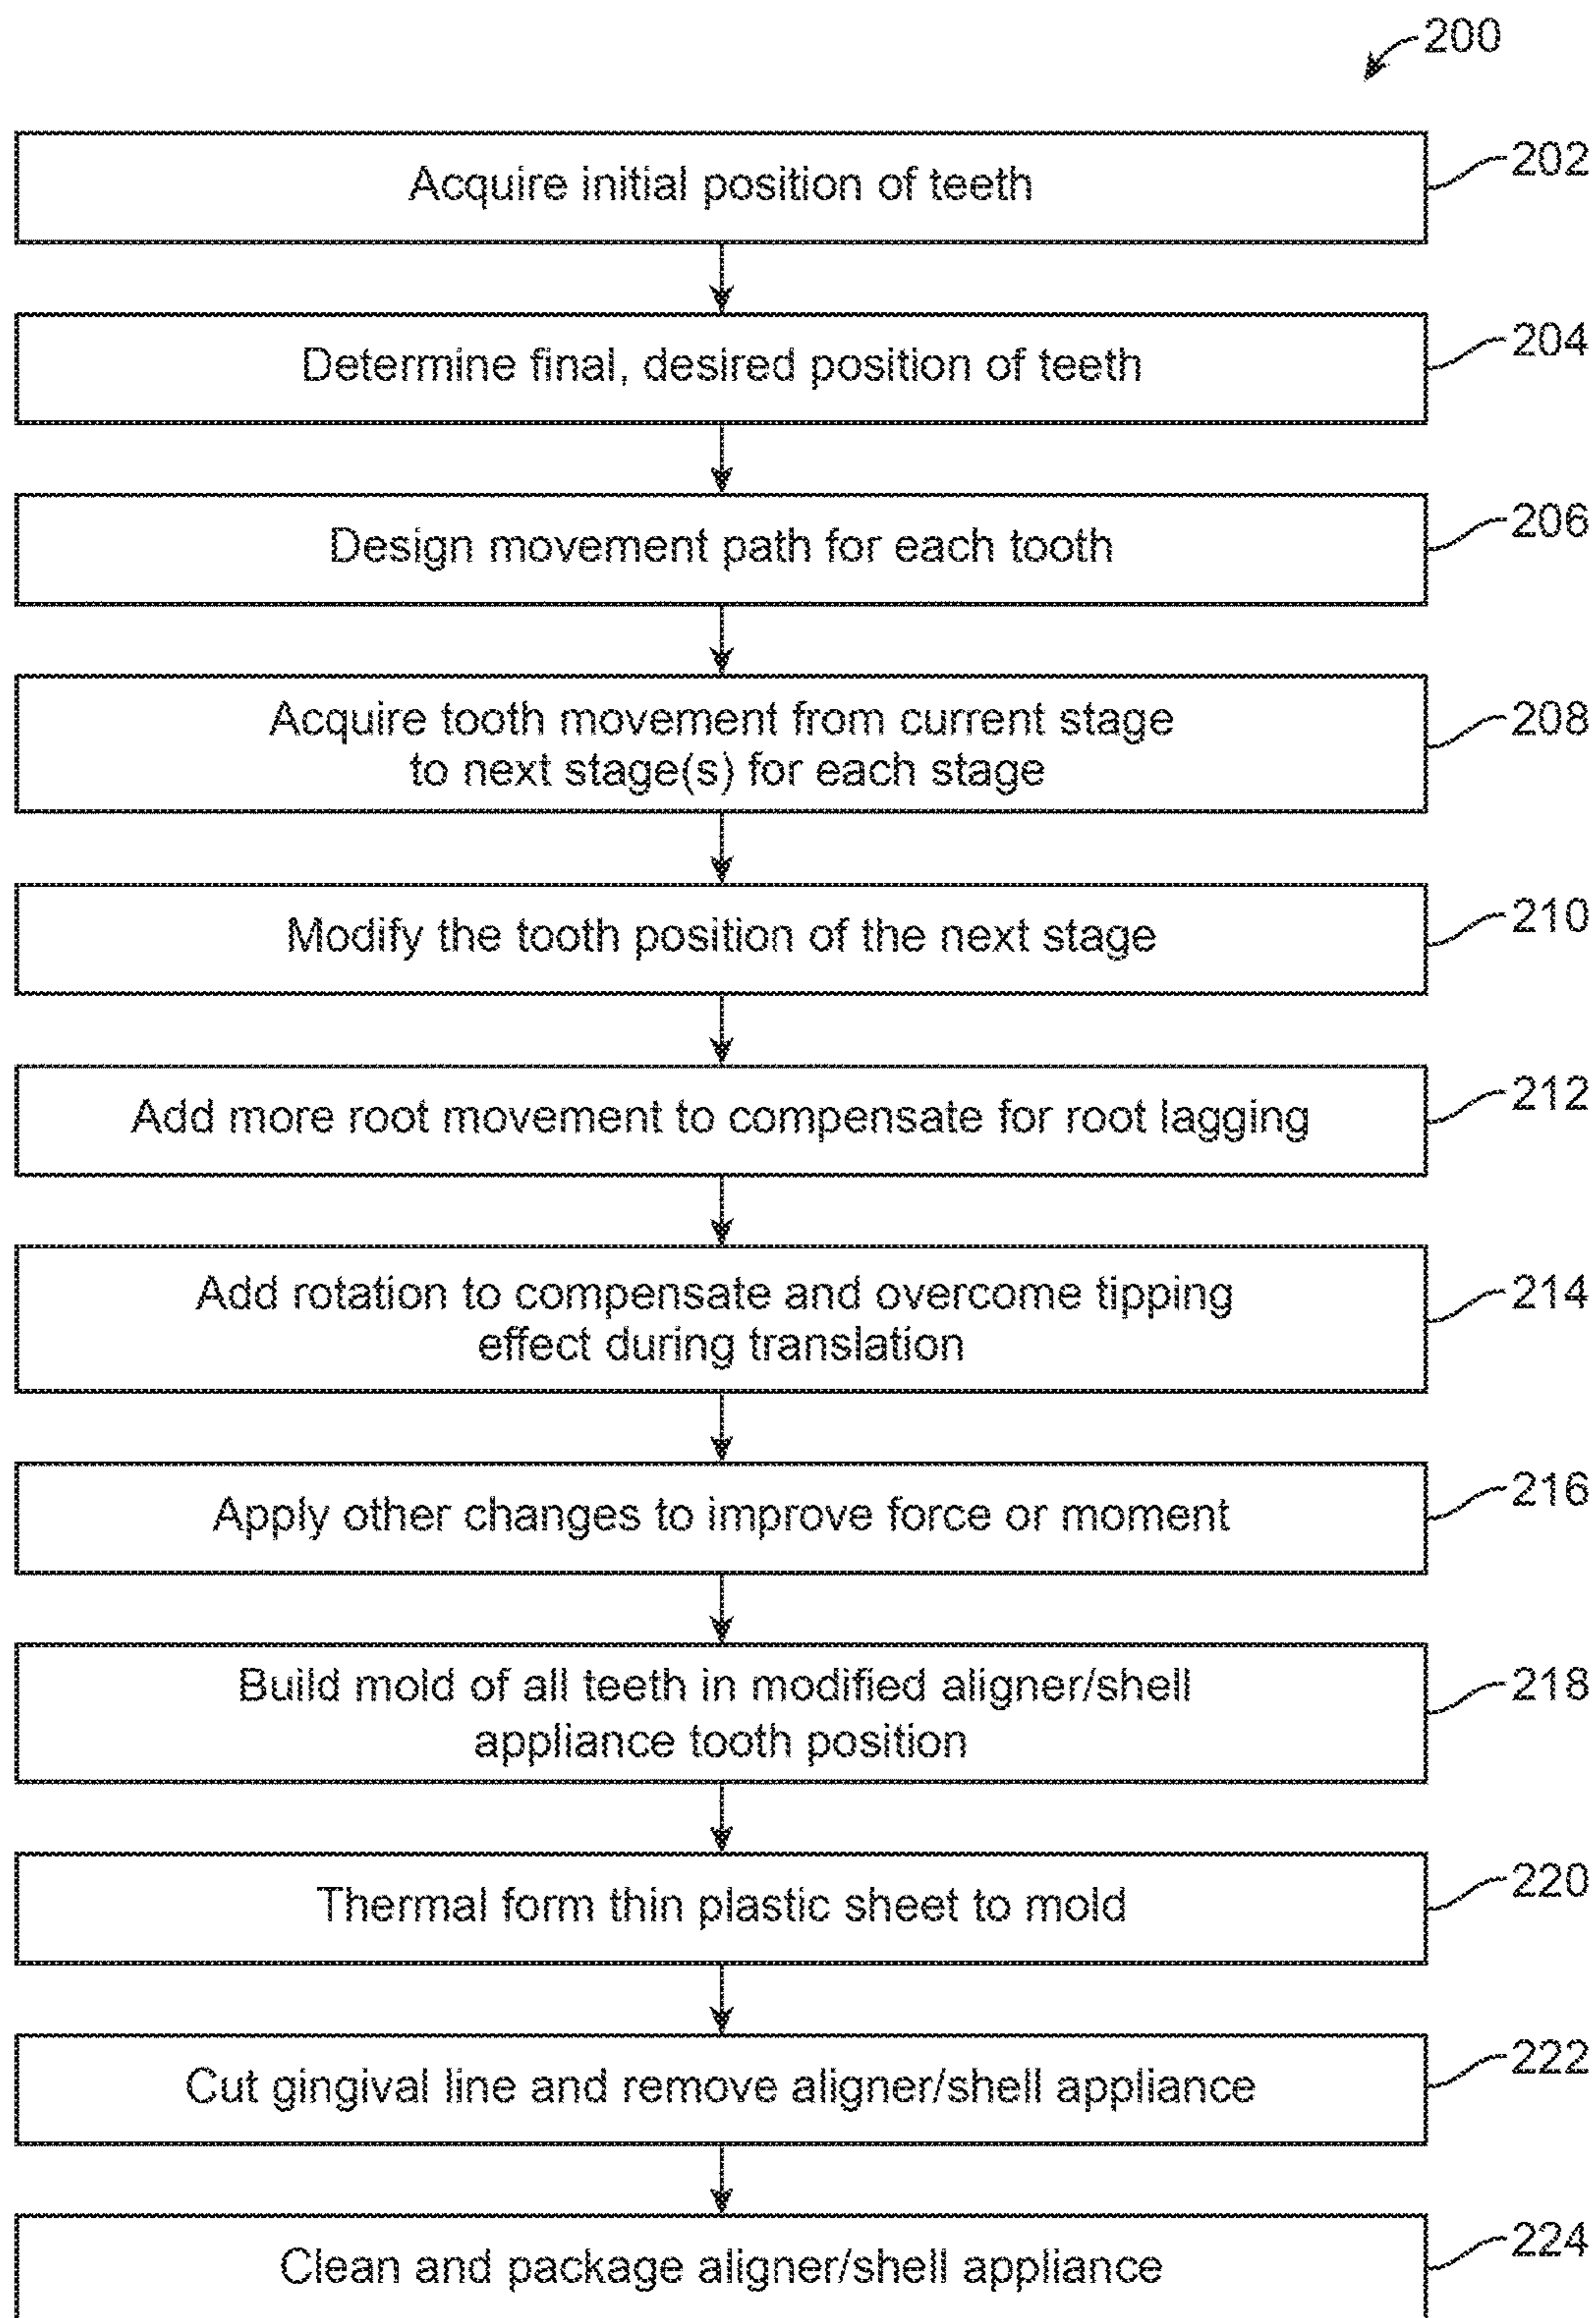 200
Acquire initial position of teeth
202
Determine final, desired position of teeth
204
Design movement path for each tooth
206
Acquire tooth movement from current stage
to next stage(s) for each stage
208
Modify the tooth position of the next stage
210
Add more root movement to compensate for root lagging
212
Add rotation to compensate and overcome tipping
effect during translation
214
Apply other changes to improve force or moment
216
Build mold of all teeth in modified aligner/shell
appliance tooth position
218
Thermal form thin plastic sheet to mold
220
Cut gingival line and remove aligner/shell appliance
222
Clean and package aligner/shell appliance
224